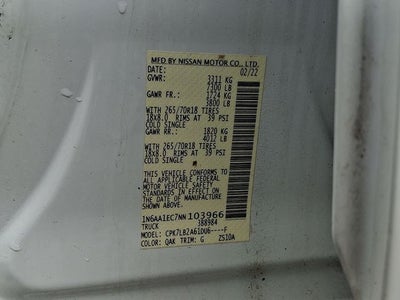 MFD BY NISSAN MOTOR CO., LTD.
DATE: 02/22
GVWR: 3311 KG
7300 LB
GAWR FR.: 1724 KG
3800 LB
WITH 265/70R18 TIRES
18X8.0 RIMS AT 39 PSI
COLD SINGLE
GAWR RR.: 1820 KG
4012 LB
WITH 265/70R18 TIRES
18X8.0 RIMS AT 39 PSI
COLD SINGLE
THIS VEHICLE CONFORMS TO ALL
APPLICABLE FEDERAL MOTOR
VEHICLE SAFETY STANDARDS
IN EFFECT ON THE DATE OF
MANUFACTURE SHOWN ABOVE.
1N6AA1EC7NN103966
TRUCK 3B8984
MODEL: CPK7LB2A61DU6----F
COLOR: QAK TRIM: G ZS10A